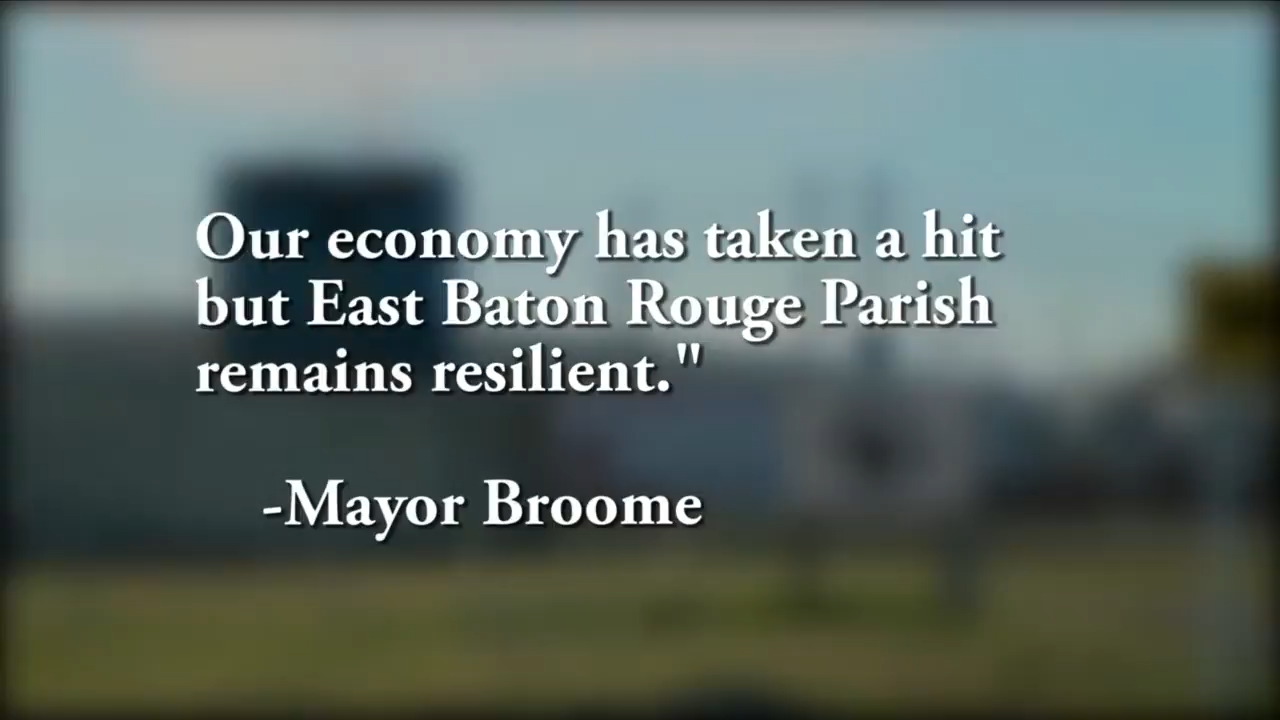 Our economy has taken a hit
but East Baton Rouge Parish
remains resilient."
-Mayor Broome